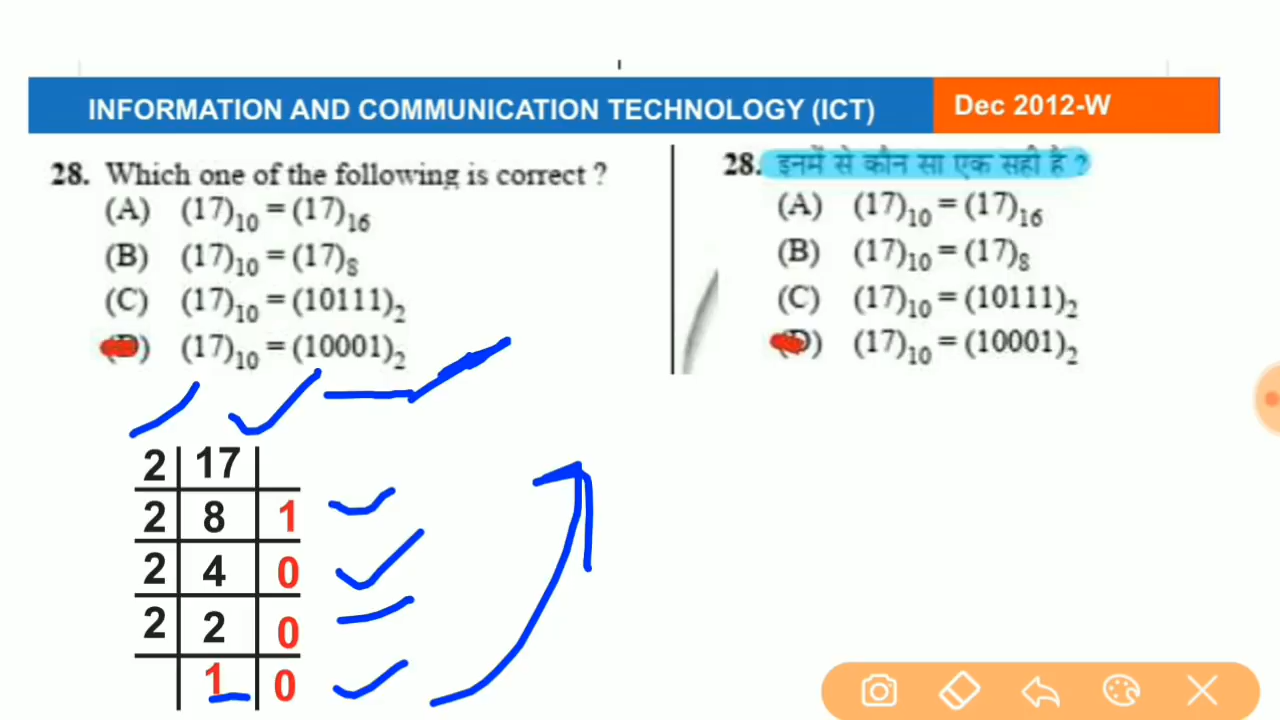 INFORMATION AND COMMUNICATION TECHNOLOGY (ICT) Dec 2012-W
28. Which one of the following is correct ?
(A) (17)₁₀ = (17)₁₆
(B) (17)₁₀ = (17)₈
(C) (17)₁₀ = (10111)₂
(D) (17)₁₀ = (10001)₂
28. इनमें से कौन सा एक सही है ?
(A) (17)₁₀ = (17)₁₆
(B) (17)₁₀ = (17)₈
(C) (17)₁₀ = (10111)₂
(D) (17)₁₀ = (10001)₂
2 17
2 8 1
2 4 0
2 2 0
1 0